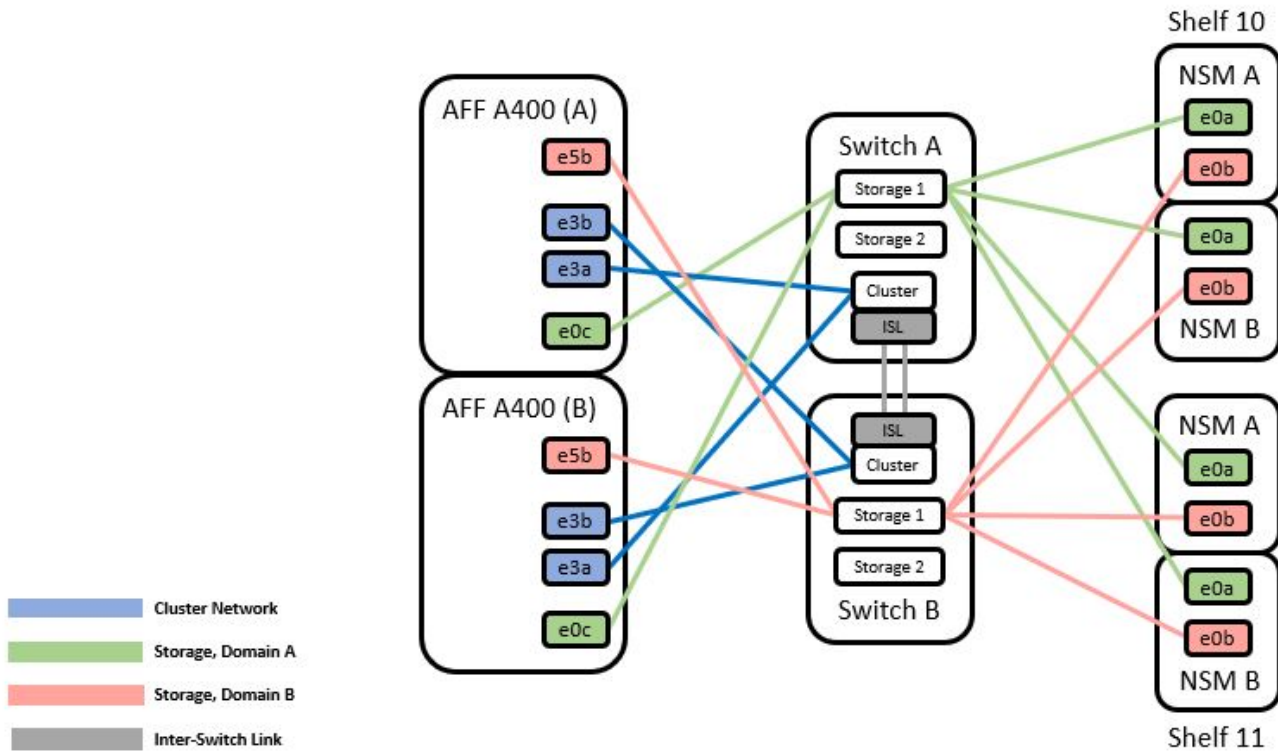 Shelf 10
AFF A400 (A)
e5b
e3b
e3a
e0c
AFF A400 (B)
e5b
e3b
e3a
e0c
Switch A
Storage 1
Storage 2
Cluster
ISL
ISL
Cluster
Storage 1
Storage 2
Switch B
NSM A
e0a
e0b
e0a
e0b
NSM B
NSM A
e0a
e0b
e0a
e0b
NSM B
Shelf 11
Cluster Network
Storage, Domain A
Storage, Domain B
Inter-Switch Link